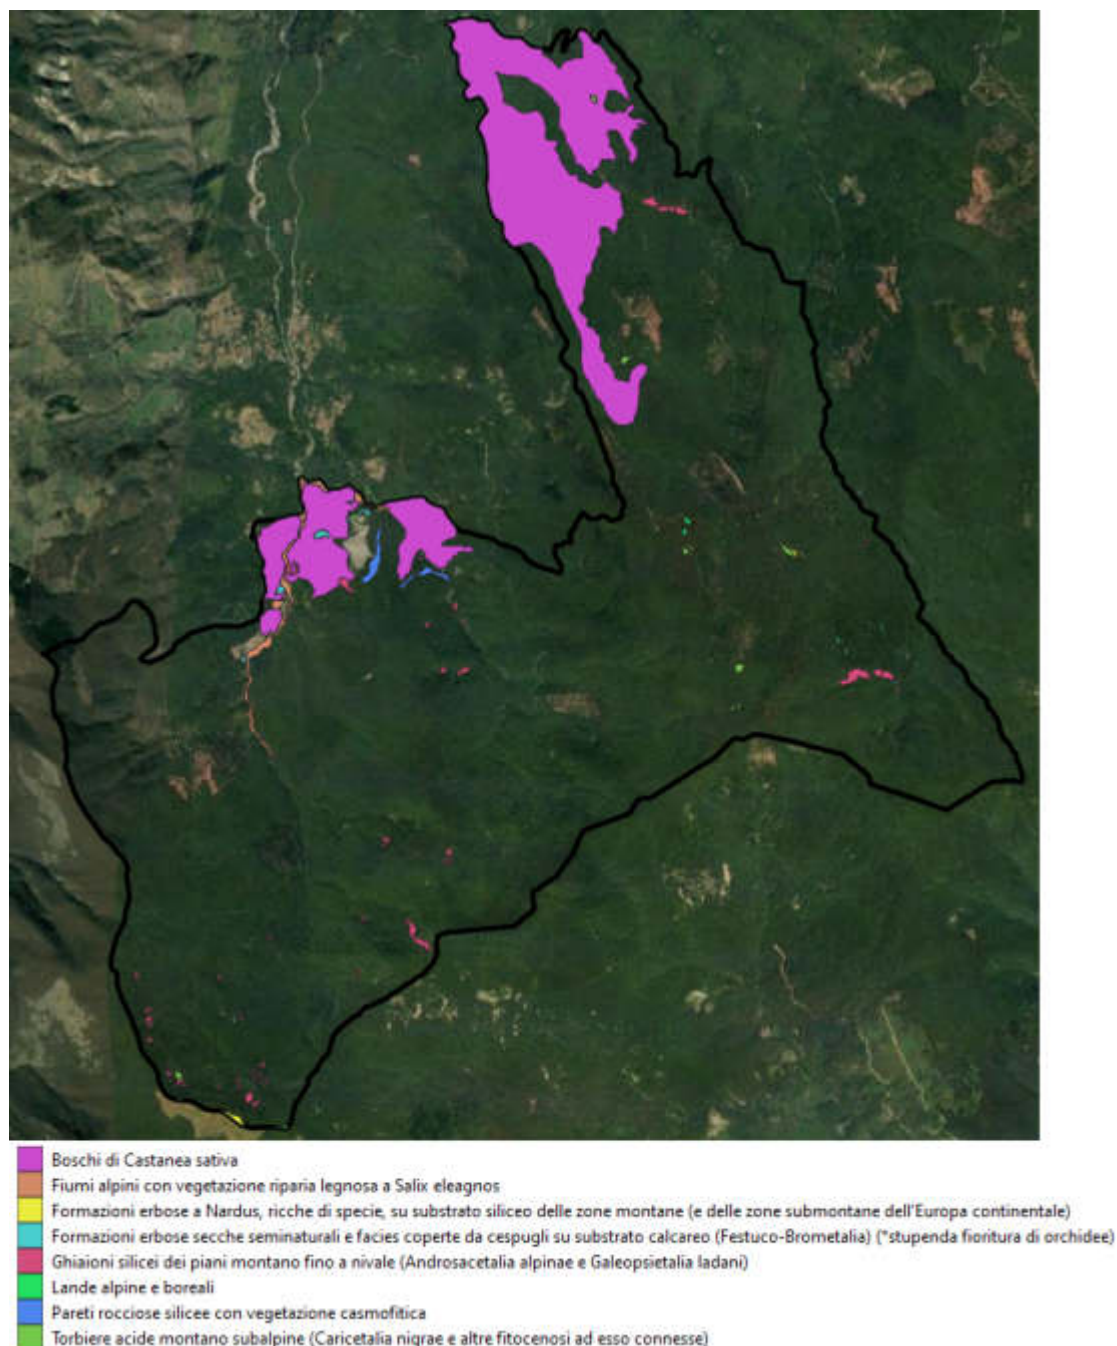 Boschi di Castanea sativa
Fiumi alpini con vegetazione riparia legnosa a Salix eleagnos
Formazioni erbose a Nardus, ricche di specie, su substrato siliceo delle zone montane (e delle zone submontane dell'Europa continentale)
Formazioni erbose secche seminaturali e facies coperte da cespugli su substrato calcareo (Festuco-Brometalia) (*stupenda fioritura di orchidee)
Ghiaioni silicei dei piani montano fino a nivale (Androsacetalia alpinae e Galeopsietalia ladani)
Lande alpine e boreali
Pareti rocciose silicee con vegetazione casmofitica
Torbiere acide montano subalpine (Caricetalia nigrae e altre fitocenosi ad esso connesse)